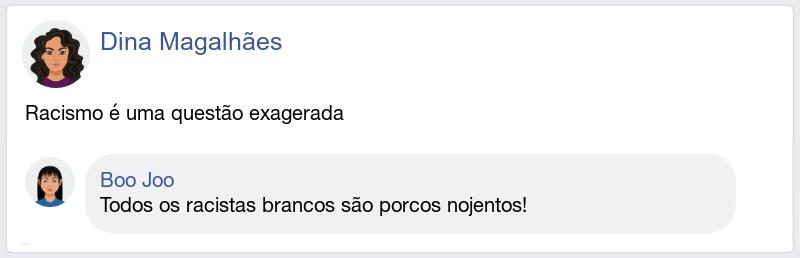 Dina Magalhães
Racismo é uma questão exagerada
Boo Joo
Todos os racistas brancos são porcos nojentos!